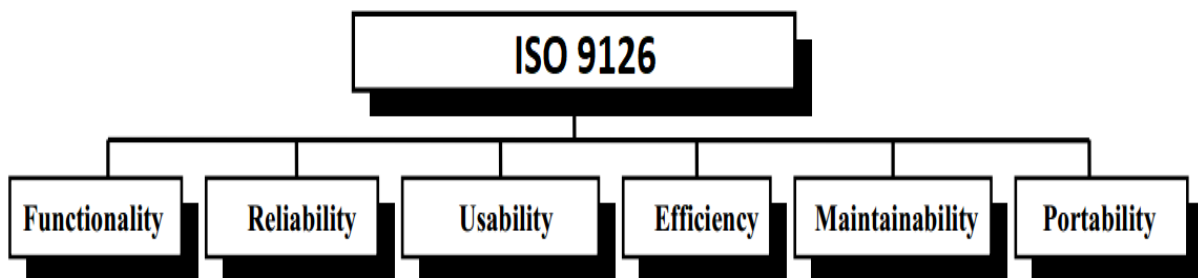 ISO 9126
Functionality
Reliability
Usability
Efficiency
Maintainability
Portability